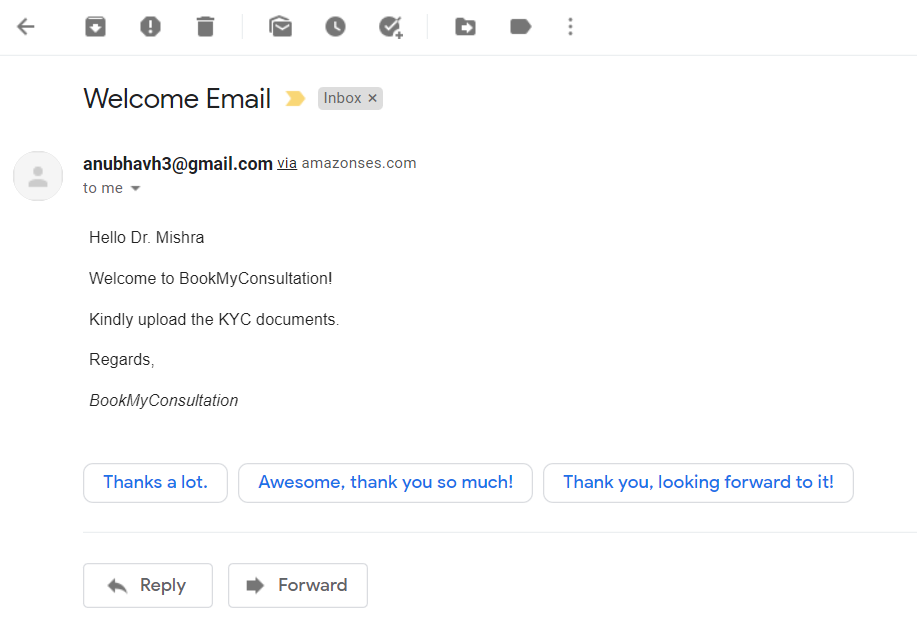 Welcome Email Inbox ×
anubhavh3@gmail.com via amazonses.com
to me
Hello Dr. Mishra
Welcome to BookMyConsultation!
Kindly upload the KYC documents.
Regards,
BookMyConsultation
Thanks a lot. Awesome, thank you so much! Thank you, looking forward to it!
Reply Forward